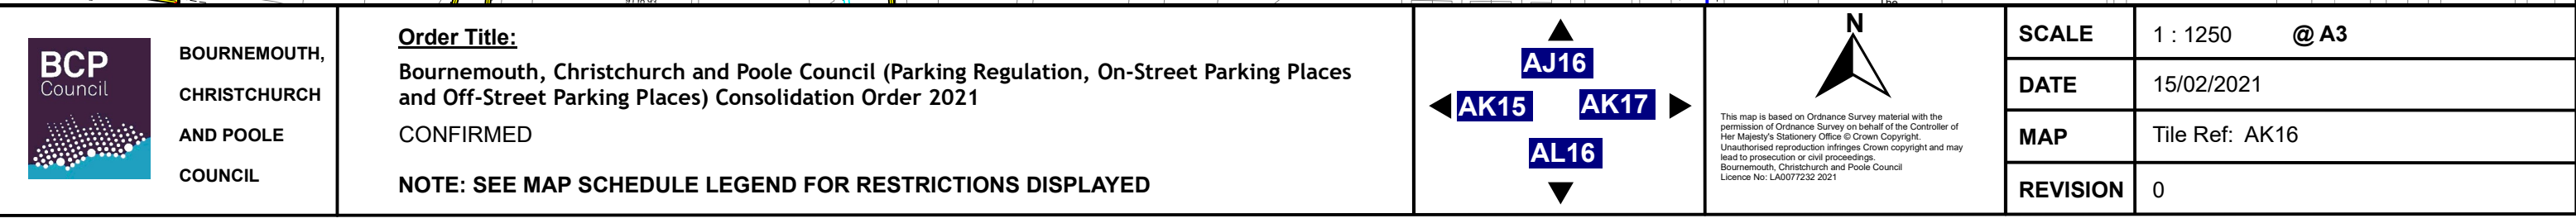 BCP
Council
BOURNEMOUTH,
CHRISTCHURCH
AND POOLE
COUNCIL
Order Title:
Bournemouth, Christchurch and Poole Council (Parking Regulation, On-Street Parking Places
and Off-Street Parking Places) Consolidation Order 2021
CONFIRMED
NOTE: SEE MAP SCHEDULE LEGEND FOR RESTRICTIONS DISPLAYED
AJ16
AK15 AK17
AL16
N
This map is based on Ordnance Survey material with the
permission of Ordnance Survey on behalf of the Controller of
Her Majesty's Stationery Office © Crown Copyright.
Unauthorised reproduction infringes Crown copyright and may
lead to prosecution or civil proceedings.
Bournemouth, Christchurch and Poole Council
Licence No: LA0077232 2021
SCALE 1 : 1250 @ A3
DATE 15/02/2021
MAP Tile Ref: AK16
REVISION 0